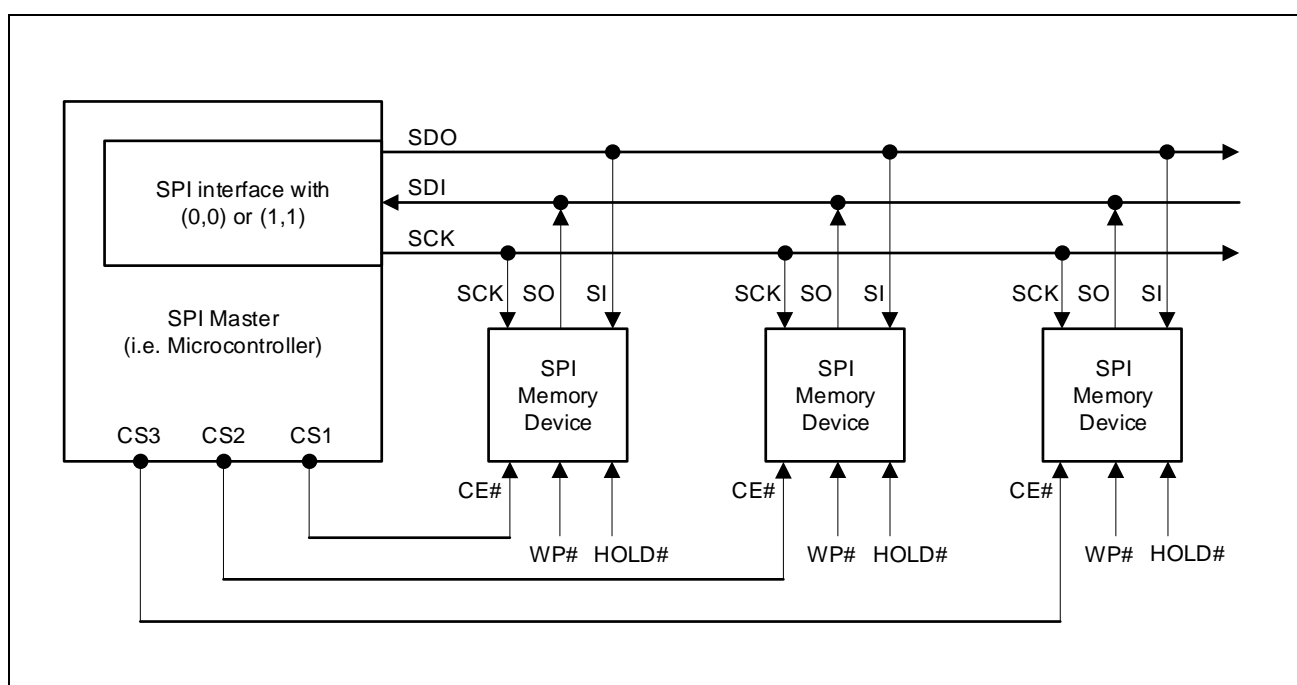 SDO
SPI interface with
(0,0) or (1,1)
SDI
SCK
SPI Master
(i.e. Microcontroller)
CS3 CS2 CS1
SCK SO SI
SPI
Memory
Device
CE#
WP# HOLD#
SCK SO SI
SPI
Memory
Device
CE#
WP# HOLD#
SCK SO SI
SPI
Memory
Device
CE#
WP# HOLD#